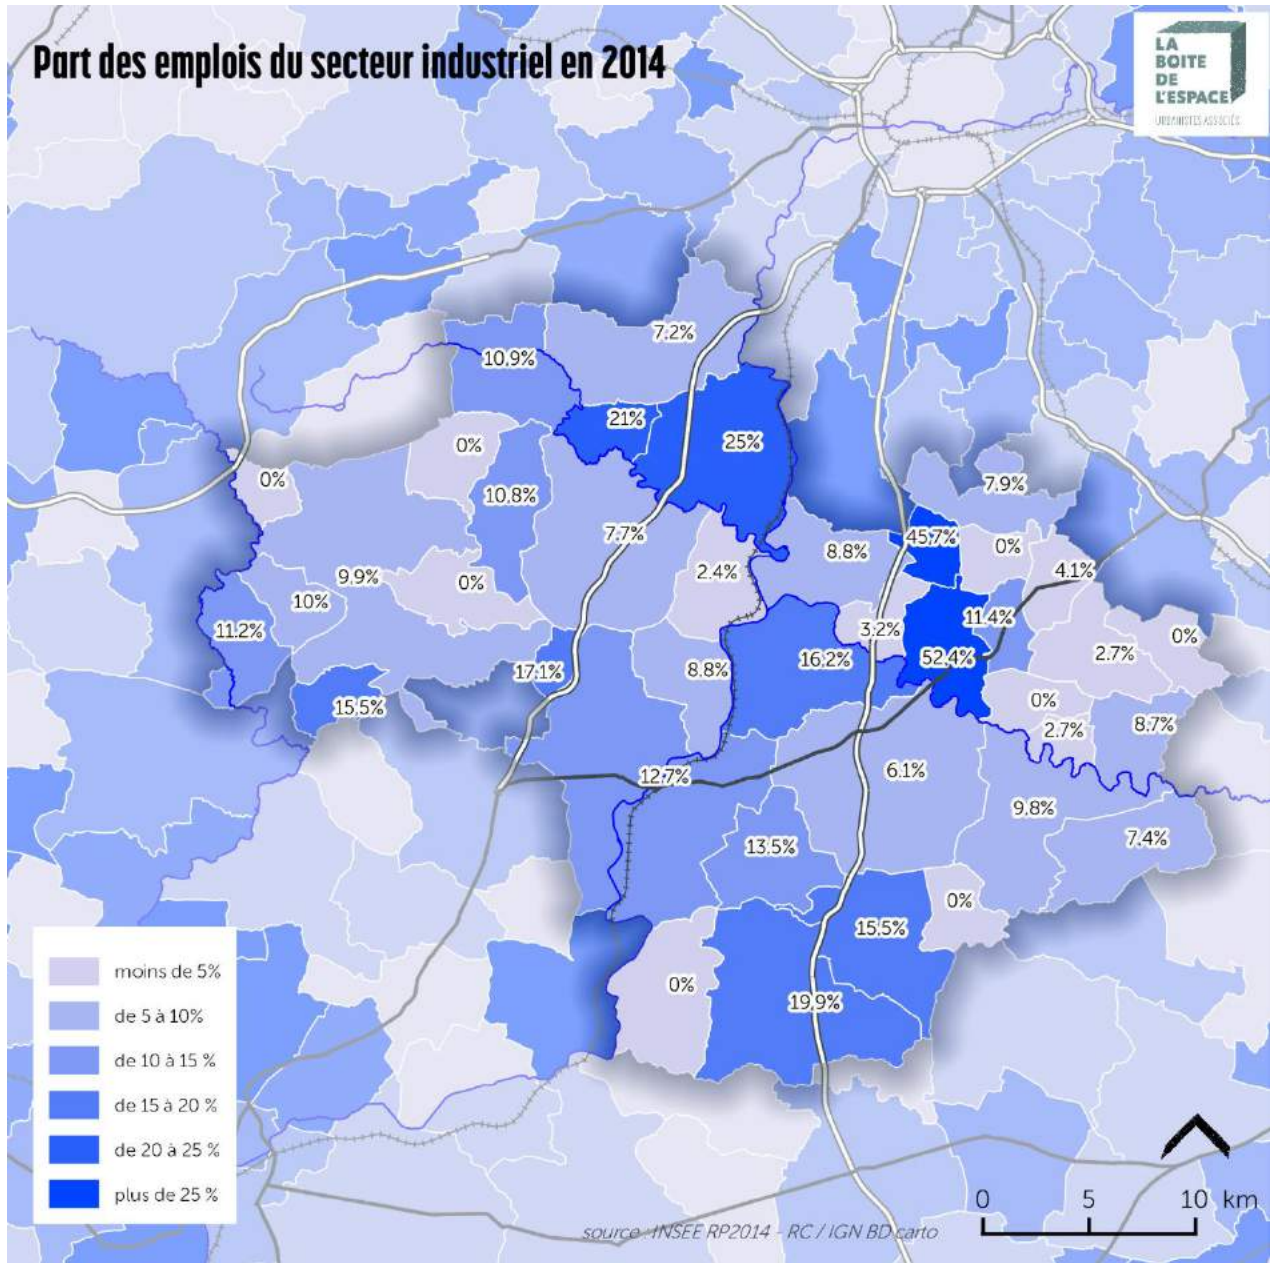 Part des emplois du secteur industriel en 2014
LA
BOITE
DE
L'ESPACE
URBANISTES ASSOCIÉS
7.2%
10.9%
21%
25%
0%
0%
10.8%
7.9%
7.7%
45.7%
8.8%
0%
2.4%
4.1%
9.9%
0%
10%
11.2%
11.4%
3.2%
0%
52.4%
2.7%
16.2%
17.1%
8.8%
15.5%
0%
2.7%
8.7%
12.7%
6.1%
9.8%
7.4%
13.5%
0%
15.5%
0%
19.9%
moins de 5%
de 5 à 10%
de 10 à 15 %
de 15 à 20 %
de 20 à 25 %
plus de 25 %
0 5 10 km
source : INSEE RP2014 - RC / IGN BD carto